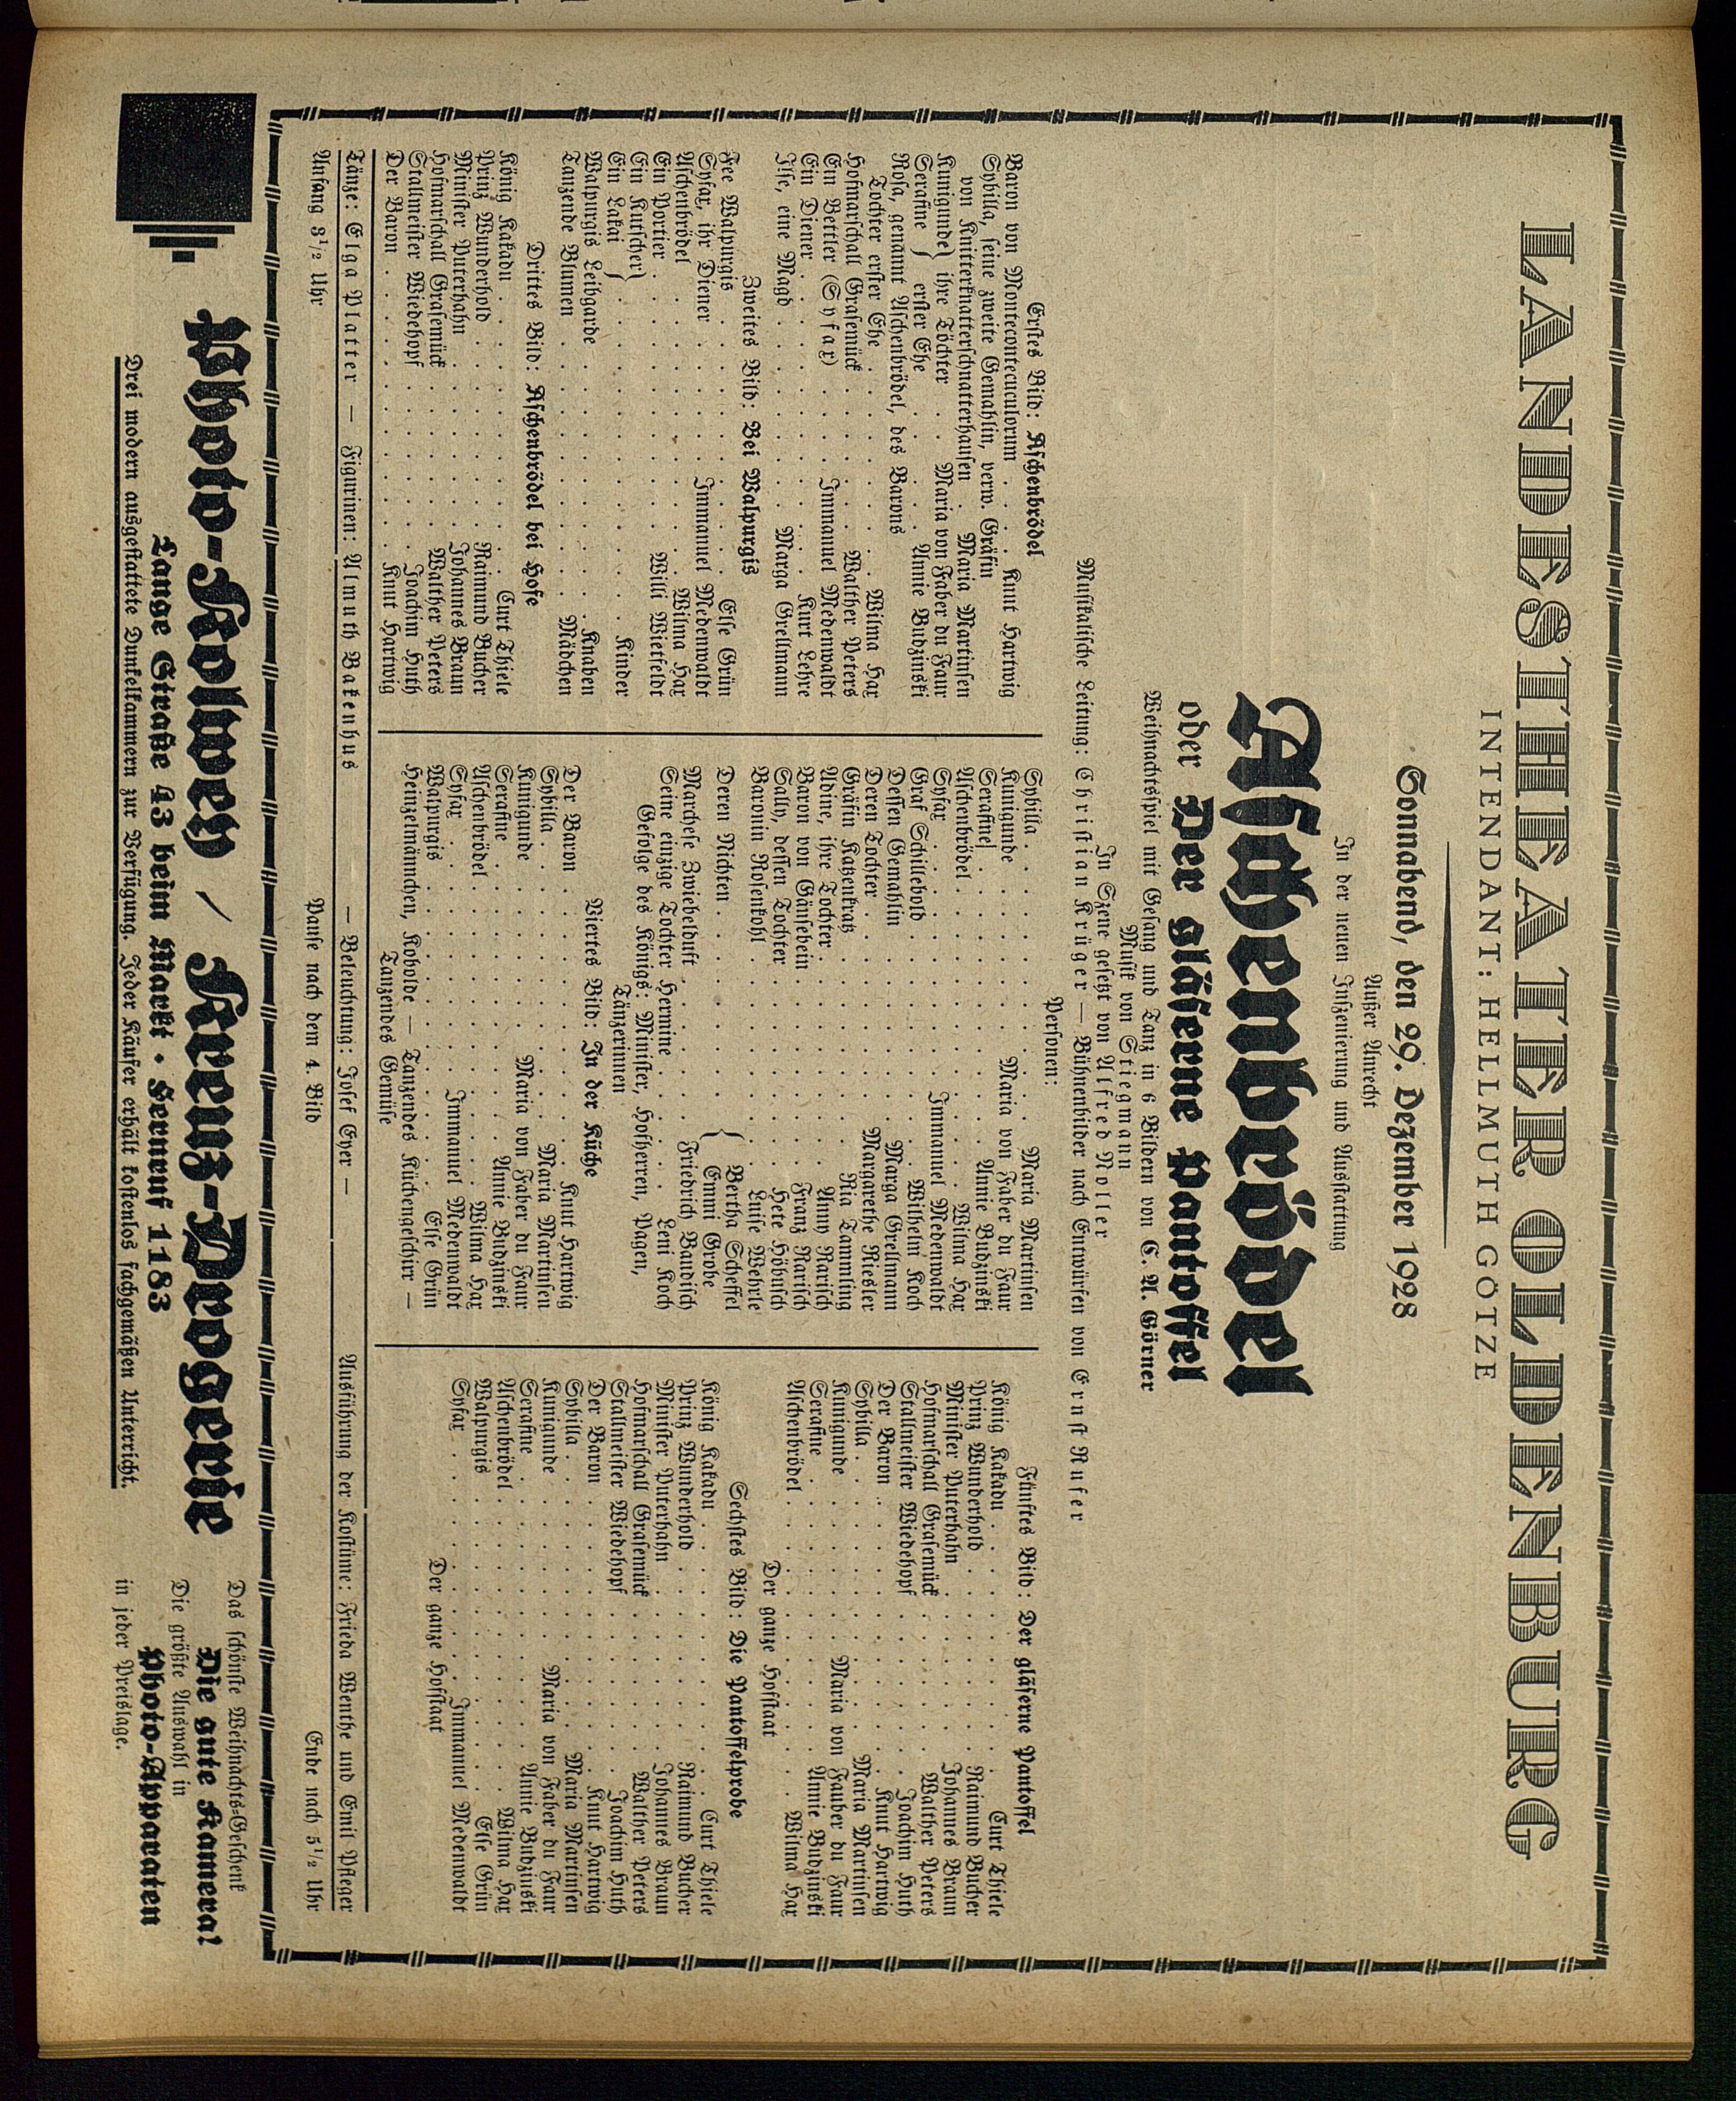 LANDESTHEATER OLDENBURG
INTENDANT: HELLMUTH GÖTZE
Sonnabend, den 29. Dezember 1928
Außer Anrecht
In der neuen Inszenierung und Ausstattung
Aschenbrödel
oder Der gläserne Pantoffel
Weihnachtsspiel mit Gesang und Tanz in 6 Bildern von C. A. Görner
Musik von Stiegmann
In Szene gesetzt von Alfred Noller
Musikalische Leitung: Christian Krüger — Bühnenbilder nach Entwürfen von Ernst Rufer
Personen:
Erstes Bild: Aschenbrödel
Baron von Montecontecuculorum . . . Knut Hartwig
Sybilla, seine zweite Gemahlin, verw. Gräfin
von Knitterknatterschnatterhausen . Maria Martinsen
Kunigunde } ihre Töchter . . Maria von Faber du Faur
Serafine } erster Ehe . . . . . Annie Budzinski
Rosa, genannt Aschenbrödel, des Barons
Tochter erster Ehe . . . . . . . Wilma Hax
Hofmarschall Grasemück . . . . . Walther Peters
Ein Bettler (Syfax) . . . . Immanuel Medenwaldt
Ein Diener . . . . . . . . . Kurt Lehre
Ilse, eine Magd . . . . . . . Marga Grellmann
Zweites Bild: Bei Walpurgis
Fee Walpurgis . . . . . . . . Else Grün
Syfax, ihr Diener . . . . Immanuel Medenwaldt
Aschenbrödel . . . . . . . . Wilma Hax
Ein Portier . . . . . . . . Willi Wietfeldt
Ein Kutscher }
Ein Lakai } . . . . . . . . . Kinder
Walpurgis Leibgarde . . . . . . . Knaben
Tanzende Blumen . . . . . . . . Mädchen
Drittes Bild: Aschenbrödel bei Hofe
König Kakadu . . . . . . . . Curt Thiele
Prinz Wunderhold . . . . . . Raimund Bucher
Minister Puterhahn . . . . . . Johannes Braun
Hofmarschall Grasemück . . . . . Walther Peters
Stallmeister Wiedehopf . . . . . Joachim Huth
Der Baron . . . . . . . . . Knut Hartwig
Sybilla . . . . . . . . . . Maria Martinsen
Kunigunde . . . . . . . Maria von Faber du Faur
Serafine . . . . . . . . . Annie Budzinski
Aschenbrödel . . . . . . . . Wilma Hax
Syfax . . . . . . . . Immanuel Medenwaldt
Graf Schillebold . . . . . . . Wilhelm Koch
Dessen Gemahlin . . . . . . Marga Grellmann
Deren Tochter . . . . . . . Margarethe Riesler
Gräfin Katzenkratz . . . . . . . Ria Tamming
Adine, ihre Tochter . . . . . . Anny Marisch
Baron von Gänsebein . . . . . Franz Marisch
Sally, dessen Tochter . . . . . . Hete Höbusch
Baronin Rosenkohl . . . . . . . Luise Wehrle
Deren Nichten . . . . . . . { Bertha Scheffel
Emmi Grobe
Marchese Zwiebelduft . . . . . Friedrich Bandisch
Seine einzige Tochter Hermine . . . . . Leni Koch
Gefolge des Königs: Minister, Hofherren, Pagen,
Tänzerinnen
Viertes Bild: In der Küche
Der Baron . . . . . . . . . Knut Hartwig
Sybilla . . . . . . . . . Maria Martinsen
Kunigunde . . . . . . Maria von Faber du Faur
Serafine . . . . . . . . . Annie Budzinski
Aschenbrödel . . . . . . . . Wilma Hax
Syfax . . . . . . . . Immanuel Medenwaldt
Walpurgis . . . . . . . . . Else Grün
Heinzelmännchen, Kobolde — Tanzendes Küchengeschirr —
Tanzendes Gemüse
Fünftes Bild: Der gläserne Pantoffel
König Kakadu . . . . . . . . Curt Thiele
Prinz Wunderhold . . . . . . Raimund Bucher
Minister Puterhahn . . . . . . Johannes Braun
Hofmarschall Grasemück . . . . . Walther Peters
Stallmeister Wiedehopf . . . . . Joachim Huth
Der Baron . . . . . . . . . Knut Hartwig
Sybilla . . . . . . . . . Maria Martinsen
Kunigunde . . . . . . Maria von Fauber du Faur
Serafine . . . . . . . . . Annie Budzinski
Aschenbrödel . . . . . . . . Wilma Hax
Der ganze Hofstaat
Sechstes Bild: Die Pantoffelprobe
König Kakadu . . . . . . . . Curt Thiele
Prinz Wunderhold . . . . . . Raimund Bucher
Minister Puterhahn . . . . . . Johannes Braun
Hofmarschall Grasemück . . . . . Walther Peters
Stallmeister Wiedehopf . . . . . Joachim Huth
Der Baron . . . . . . . . . Knut Hartwig
Sybilla . . . . . . . . . Maria Martinsen
Kunigunde . . . . . . Maria von Faber du Faur
Serafine . . . . . . . . . Annie Budzinski
Aschenbrödel . . . . . . . . Wilma Hax
Walpurgis . . . . . . . . . Else Grün
Syfax . . . . . . . . Immanuel Medenwaldt
Der ganze Hofstaat
Tänze: Elga Platter — Figurinen: Almuth Bakenhus — Beleuchtung: Josef Eyer — Ausführung der Kostüme: Frieda Wenthe und Emil Pfleger
Anfang 3 1/2 Uhr Pause nach dem 4. Bild Ende nach 5 1/2 Uhr
Photo-Kolweh / Kreuz-Drogerie
Lange Straße 43 beim Markt • Fernruf 1183
Drei modern ausgestattete Dunkelkammern zur Verfügung. Jeder Käufer erhält kostenlos fachgemäßen Unterricht.
Das schönste Weihnachts-Geschenk
Die gute Kamera!
Die größte Auswahl in
Photo-Apparaten
in jeder Preislage.